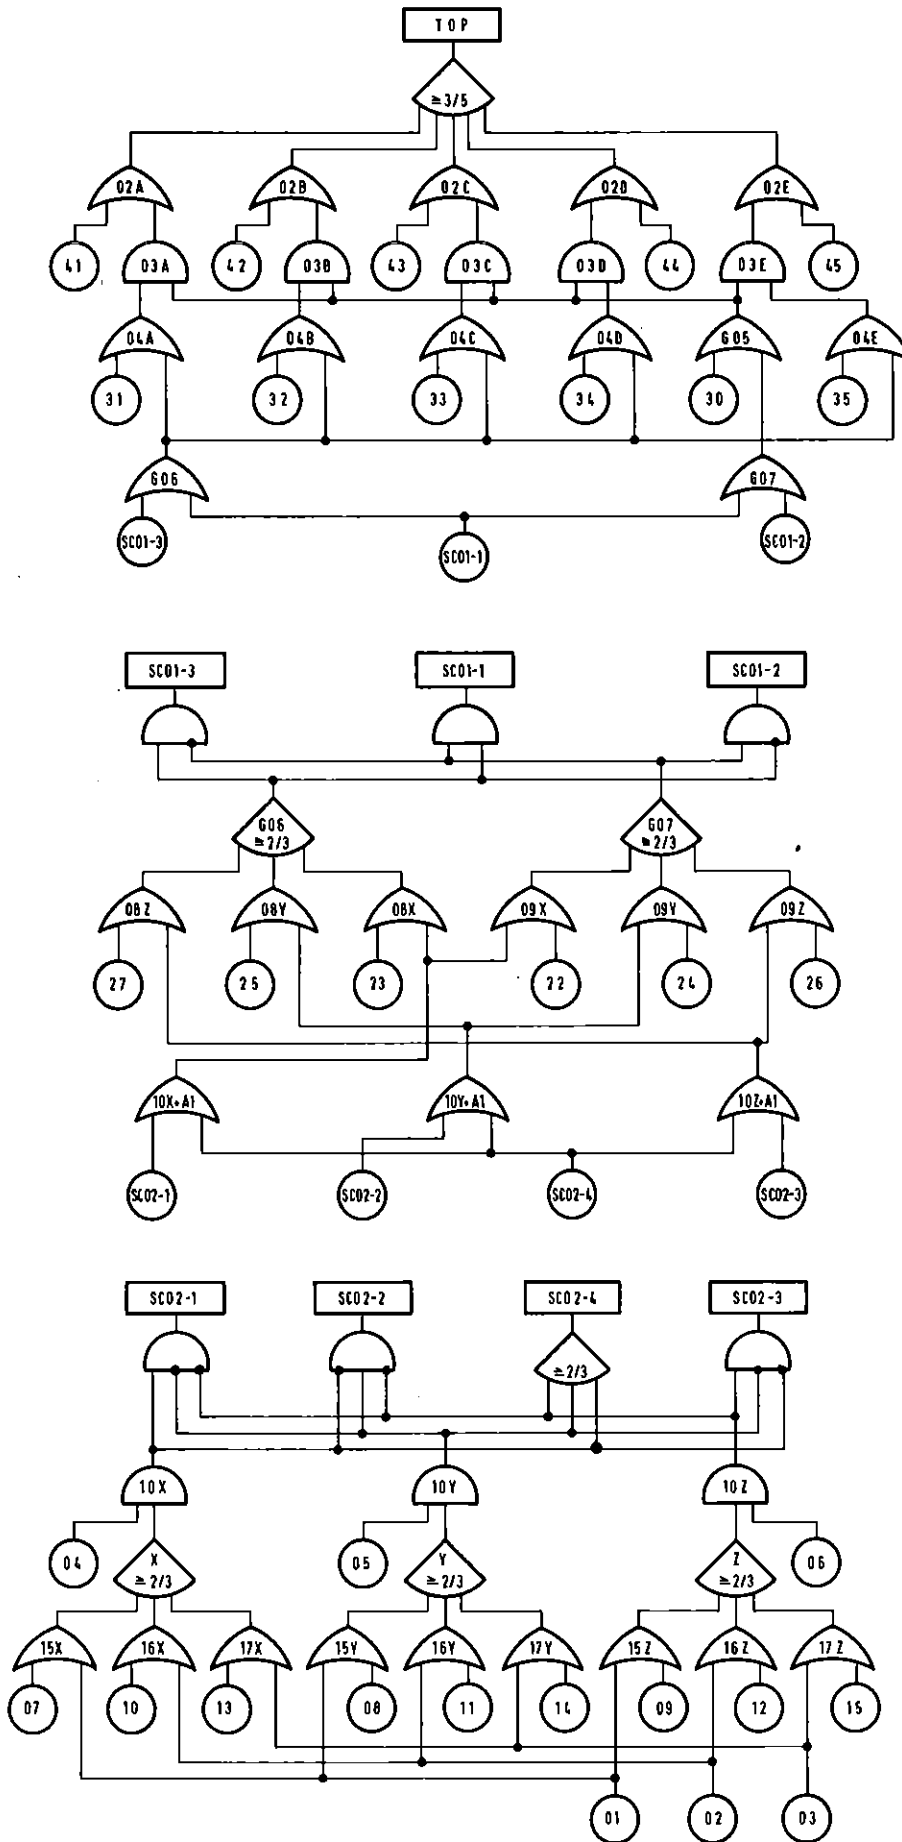 TOP
≥3/5
02A 02B 02C 02D 02E
41 03A 42 03B 43 03C 03D 44 03E 45
04A 04B 04C 04D G05 04E
31 32 33 34 30 35
G06 G07
SC01-3 SC01-1 SC01-2
SC01-3 SC01-1 SC01-2
G06 G07
≥2/3 ≥2/3
08Z 08Y 08X 09X 09Y 09Z
27 25 23 22 24 26
10X+A1 10Y+A1 10Z+A1
SC02-1 SC02-2 SC02-4 SC02-3
SC02-1 SC02-2 SC02-4 SC02-3
≥2/3
10X 10Y 10Z
04 X 05 Y Z 06
≥2/3 ≥2/3 ≥2/3
15X 16X 17X 15Y 16Y 17Y 15Z 16Z 17Z
07 10 13 08 11 14 09 12 15
01 02 03